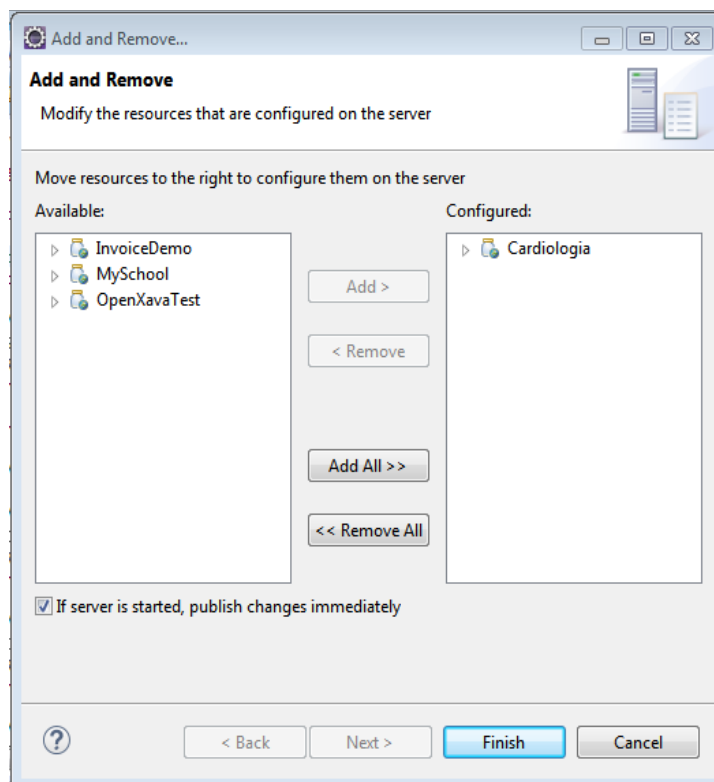 Add and Remove...
Add and Remove
Modify the resources that are configured on the server
Move resources to the right to configure them on the server
Available:
Configured:
InvoiceDemo
MySchool
OpenXavaTest
Add >
< Remove
Add All >>
<< Remove All
Cardiologia
If server is started, publish changes immediately
?
< Back
Next >
Finish
Cancel